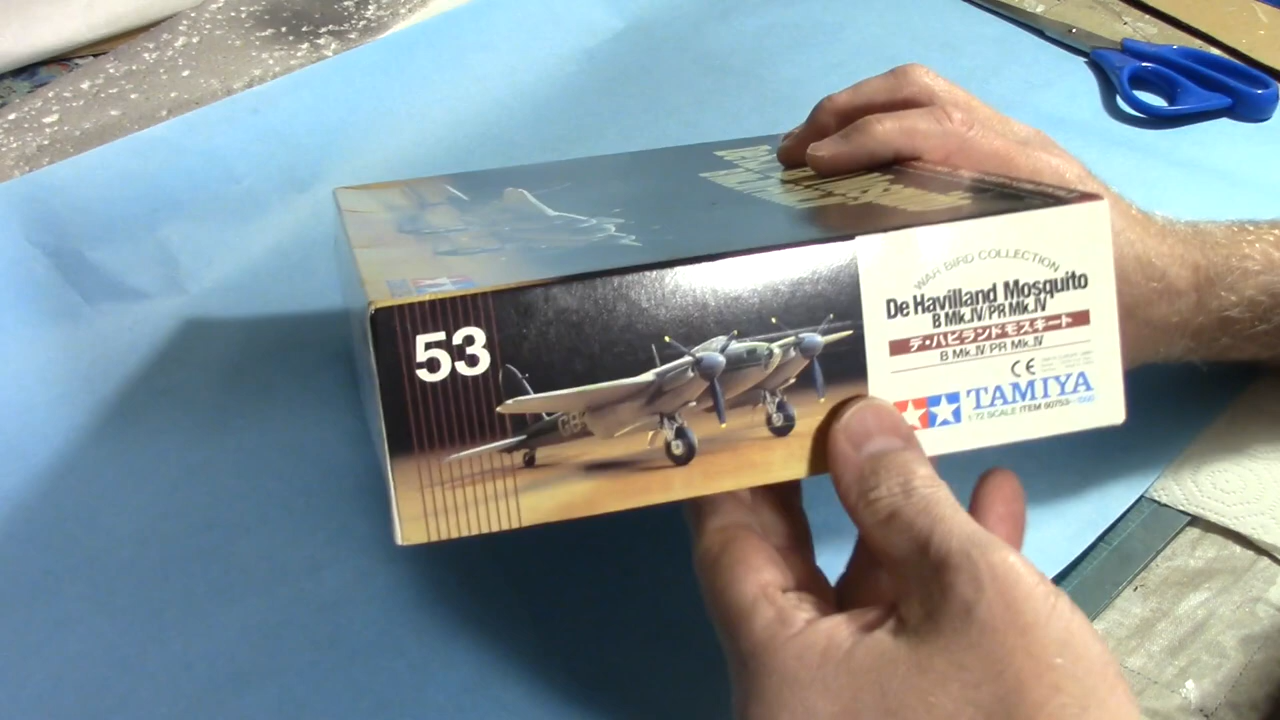 53
WAR BIRD COLLECTION
De Havilland Mosquito
B Mk.IV/PR Mk.IV
デ・ハビランド モスキート
B Mk.IV/PR Mk.IV
CE
TAMIYA
1/72 SCALE ITEM 60753
Mosquito